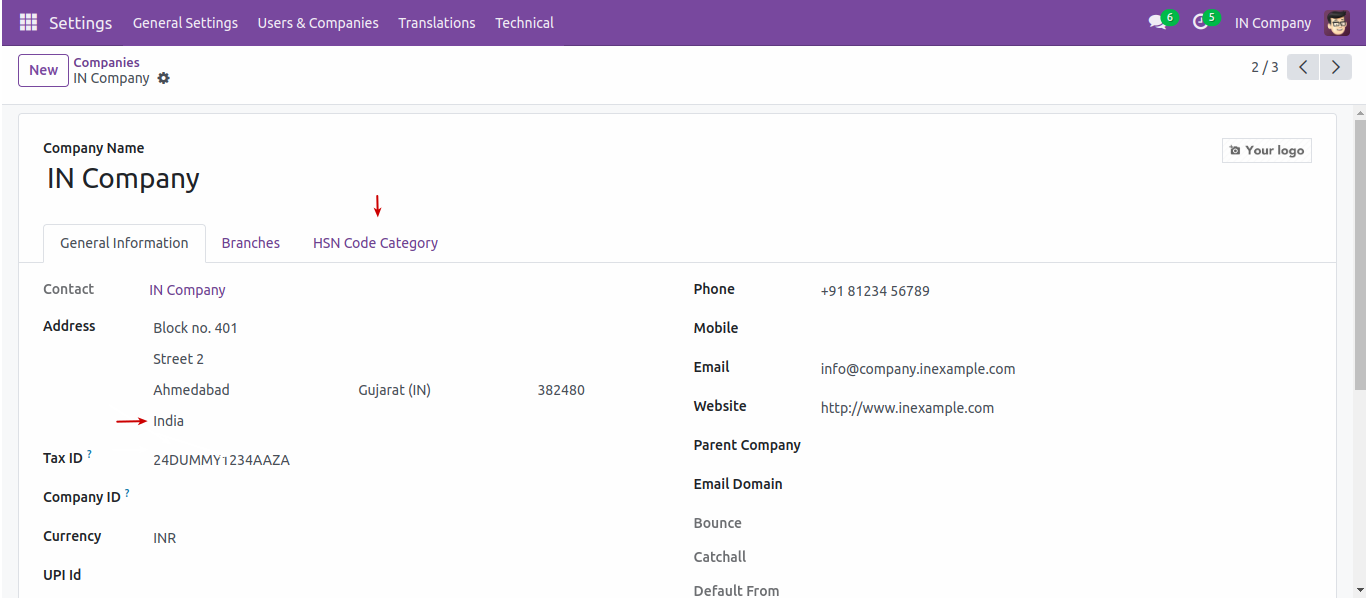 Settings General Settings Users & Companies Translations Technical 6 5 IN Company
New Companies
IN Company 2 / 3
Company Name
IN Company
Your logo
General Information Branches HSN Code Category
Contact IN Company
Address Block no. 401
Street 2
Ahmedabad Gujarat (IN) 382480
India
Tax ID ? 24DUMMY1234AAZA
Company ID ?
Currency INR
UPI Id
Phone +91 81234 56789
Mobile
Email info@company.inexample.com
Website http://www.inexample.com
Parent Company
Email Domain
Bounce
Catchall
Default From